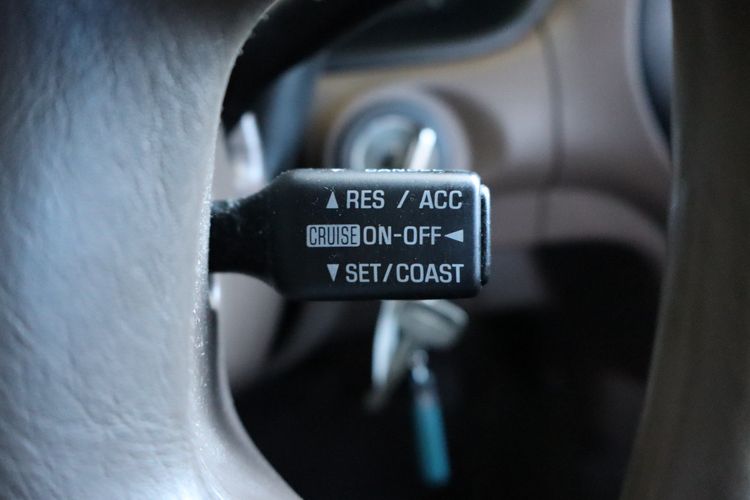 ▲ RES / ACC
CRUISE ON-OFF ◄
▼ SET/COAST